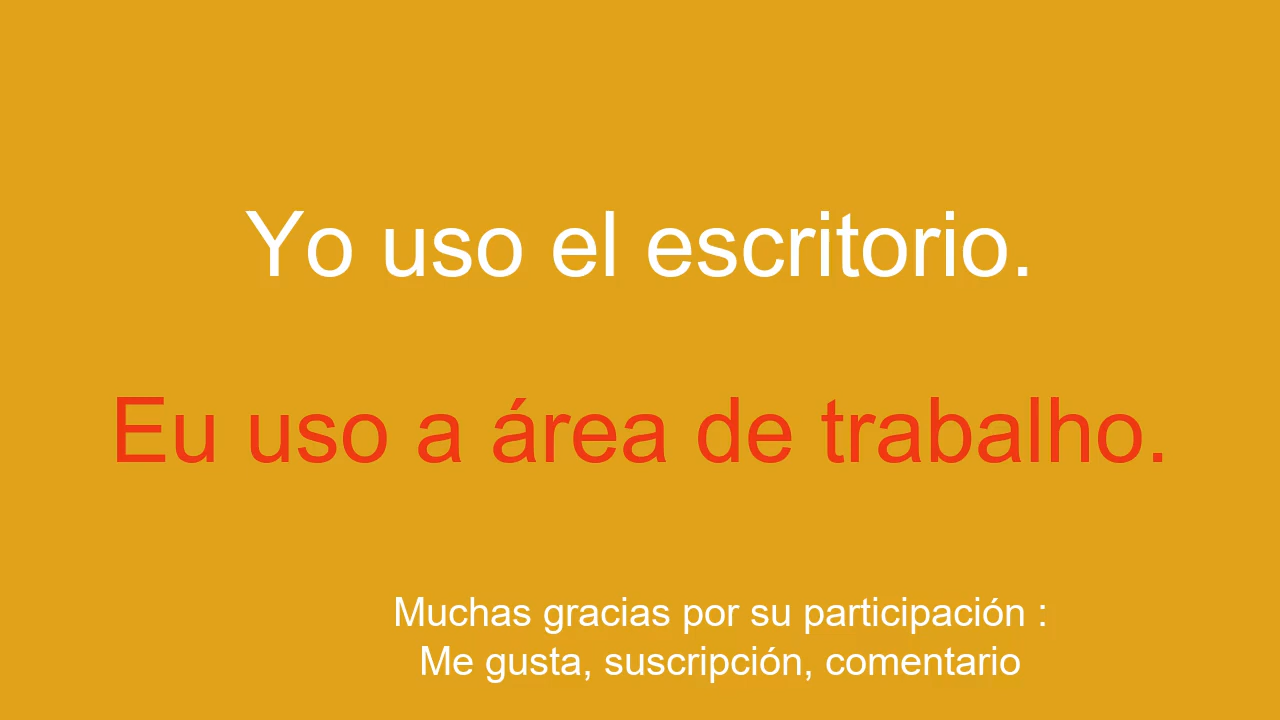 Yo uso el escritorio.
Eu uso a área de trabalho.
Muchas gracias por su participación :
Me gusta, suscripción, comentario